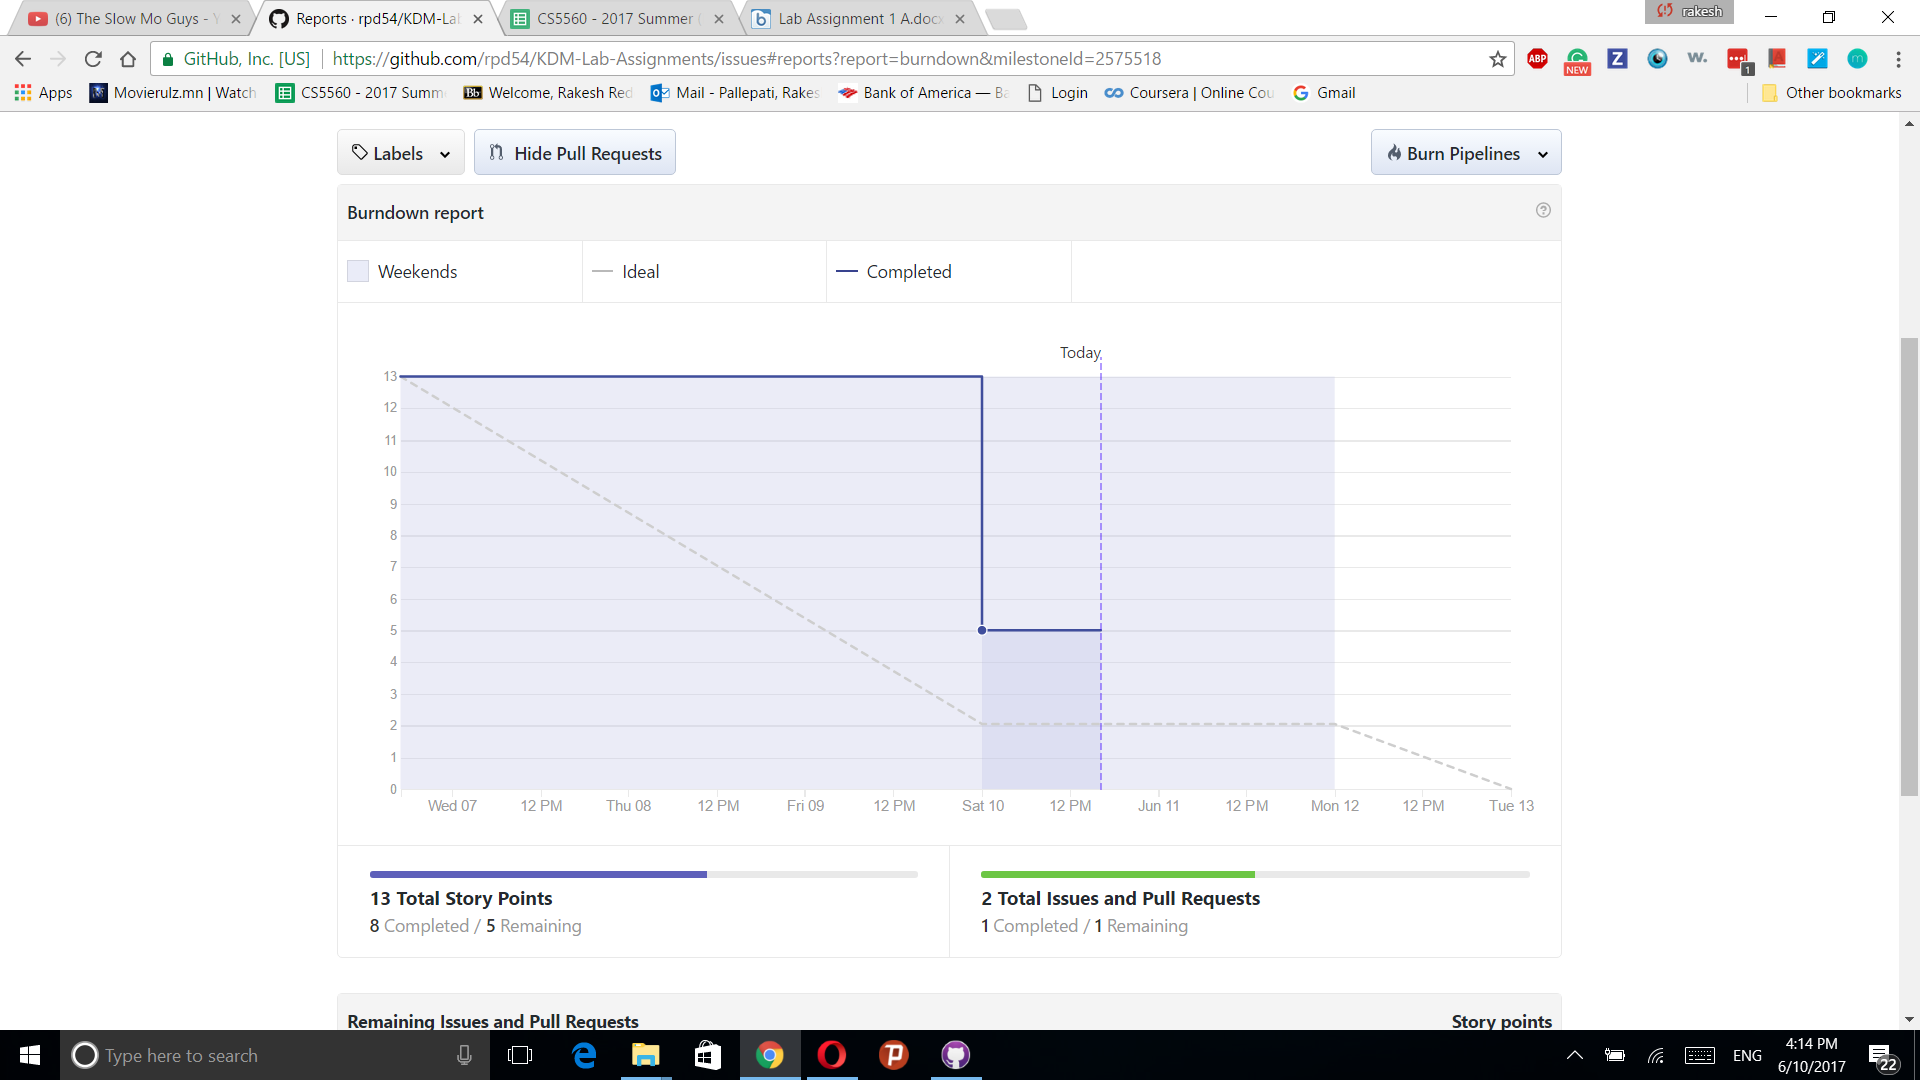 (6) The Slow Mo Guys - Y
Reports · rpd54/KDM-Lab
CS5560 - 2017 Summer
Lab Assignment 1 A.docx
rakesh
GitHub, Inc. [US]
https://github.com/rpd54/KDM-Lab-Assignments/issues#reports?report=burndown&milestoneId=2575518
ABP
NEW
Z
w.
1
m
Apps
Movierulz.mn | Watch
CS5560 - 2017 Summ
Bb
Welcome, Rakesh Red
Mail - Pallepati, Rakes
Bank of America — Ba
Login
Coursera | Online Cou
Gmail
Other bookmarks
Labels
Hide Pull Requests
Burn Pipelines
Burndown report
Weekends
Ideal
Completed
Today
13
12
11
10
9
8
7
6
5
4
3
2
1
0
Wed 07
12 PM
Thu 08
12 PM
Fri 09
12 PM
Sat 10
12 PM
Jun 11
12 PM
Mon 12
12 PM
Tue 13
13 Total Story Points
8 Completed / 5 Remaining
2 Total Issues and Pull Requests
1 Completed / 1 Remaining
Remaining Issues and Pull Requests
Story points
Type here to search
ENG
4:14 PM
6/10/2017
22